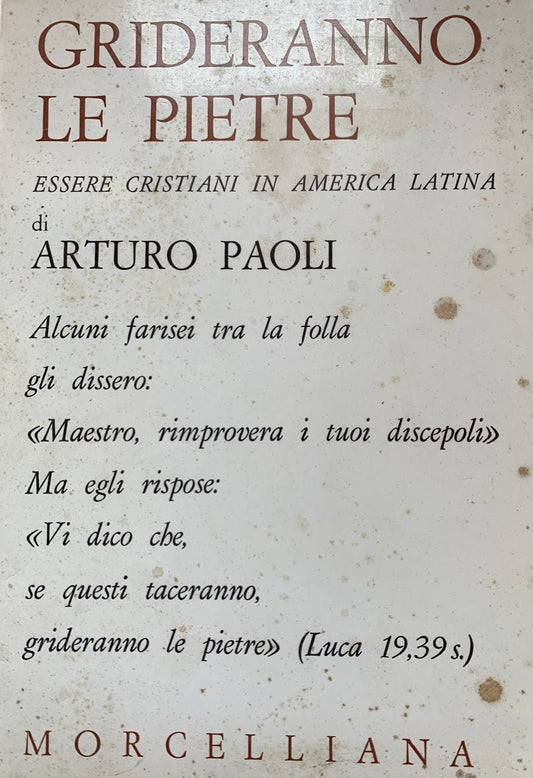 GRIDERANNO
LE PIETRE
ESSERE CRISTIANI IN AMERICA LATINA
di
ARTURO PAOLI
Alcuni farisei tra la folla
gli dissero:
«Maestro, rimprovera i tuoi discepoli»
Ma egli rispose:
«Vi dico che,
se questi taceranno,
grideranno le pietre» (Luca 19,39 s.)
MORCELLIANA